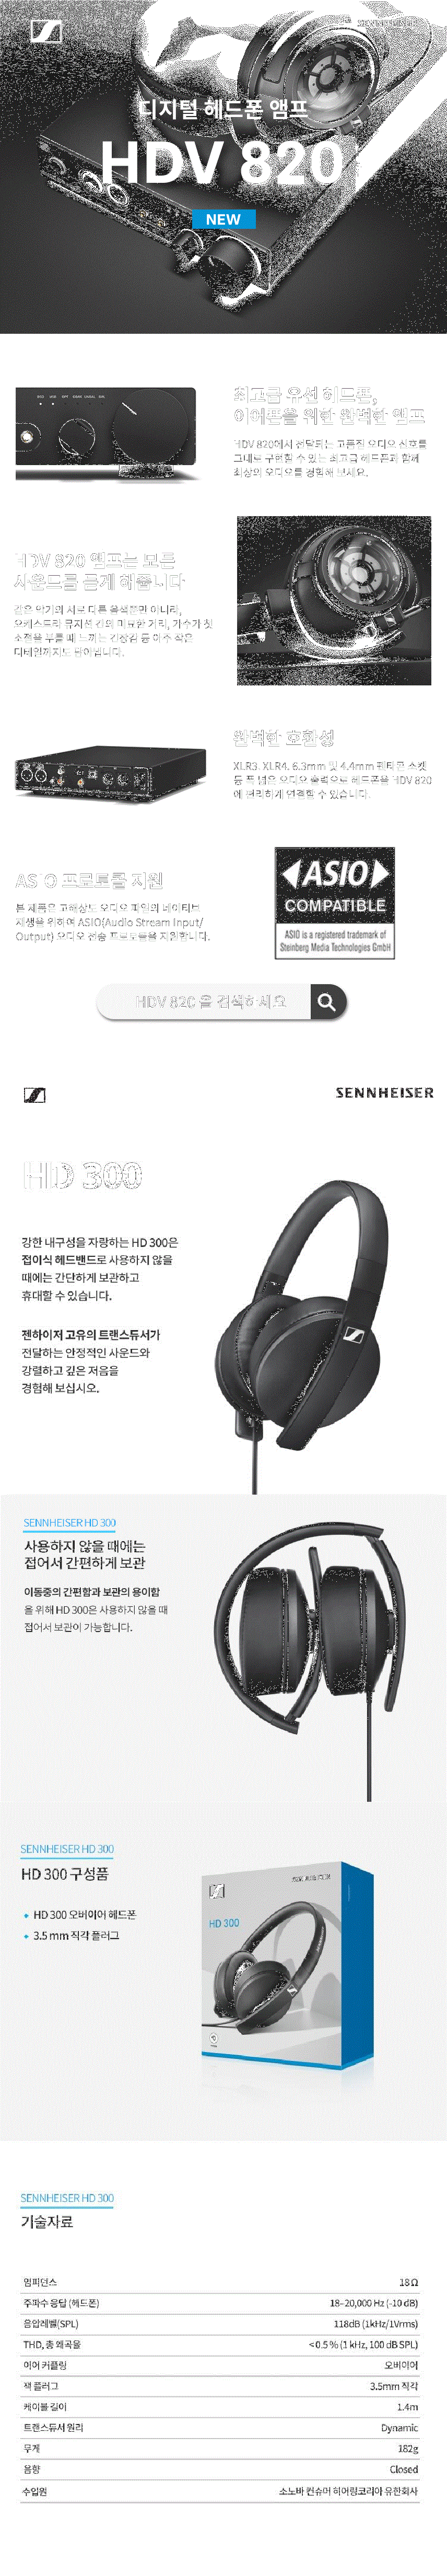 디지털 헤드폰 앰프
HDV 820
NEW
최고급 유선 헤드폰,
이어폰을 위한 완벽한 앰프
HDV 820에서 전달되는 고품질 오디오 신호를
그대로 구현할 수 있는 최고급 헤드폰과 함께
최상의 오디오를 경험해 보세요.
HDV 820 앰프는 모든
사운드를 듣게 해줍니다
같은 악기의 서로 다른 음색뿐만 아니라,
오케스트라 뮤지션 간의 미묘한 거리, 가수가 첫
소절을 부를 때 느끼는 긴장감 등 아주 작은
디테일까지도 잡아냅니다.
완벽한 호환성
XLR3, XLR4, 6.3mm 및 4.4mm 펜타콘 소켓
등 폭 넓은 오디오 출력으로 헤드폰을 HDV 820
에 편리하게 연결할 수 있습니다.
ASIO 프로토콜 지원
본 제품은 고해상도 오디오 파일의 네이티브
재생을 위하여 ASIO(Audio Stream Input/
Output) 오디오 전송 프로토콜을 지원합니다.
ASIO
COMPATIBLE
ASIO is a registered trademark of
Steinberg Media Technologies GmbH
HDV 820 을 검색하세요
SENNHEISER
HD 300
강한 내구성을 자랑하는 HD 300은
접이식 헤드밴드로 사용하지 않을
때에는 간단하게 보관하고
휴대할 수 있습니다.
젠하이저 고유의 트랜스듀서가
전달하는 안정적인 사운드와
강렬하고 깊은 저음을
경험해 보십시오.
SENNHEISER HD 300
사용하지 않을 때에는
접어서 간편하게 보관
이동중의 간편함과 보관의 용이함
을 위해 HD 300은 사용하지 않을 때
접어서 보관이 가능합니다.
SENNHEISER HD 300
HD 300 구성품
HD 300 오버이어 헤드폰
3.5 mm 직각 플러그
HD 300
SENNHEISER HD 300
기술자료
임피던스 18 Ω
주파수 응답 (헤드폰) 18–20,000 Hz (-10 dB)
음압레벨(SPL) 118dB (1kHz/1Vrms)
THD, 총 왜곡율 < 0.5 % (1 kHz, 100 dB SPL)
이어 커플링 오버이어
잭 플러그 3.5mm 직각
케이블 길이 1.4m
트랜스듀서 원리 Dynamic
무게 182g
음향 Closed
수입원 소노바 컨슈머 히어링코리아 유한회사